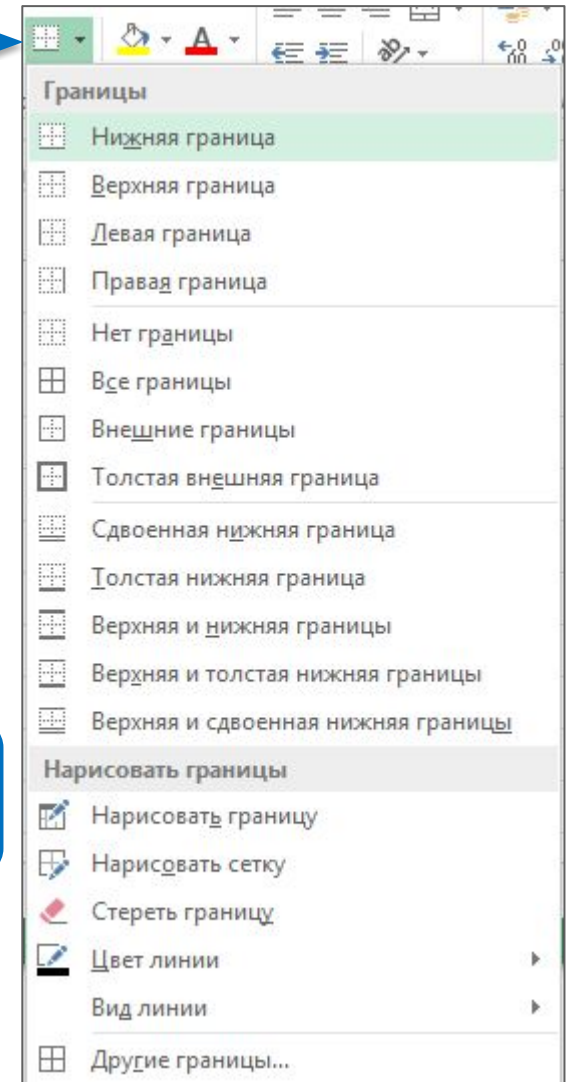 А
Границы
Нижняя граница
Верхняя граница
Левая граница
Правая граница
Нет границы
Все границы
Внешние границы
Толстая внешняя граница
Сдвоенная нижняя граница
Толстая нижняя граница
Верхняя и нижняя границы
Верхняя и толстая нижняя границы
Верхняя и сдвоенная нижняя границы
Нарисовать границы
Нарисовать границу
Нарисовать сетку
Стереть границу
Цвет линии
Вид линии
Другие границы...